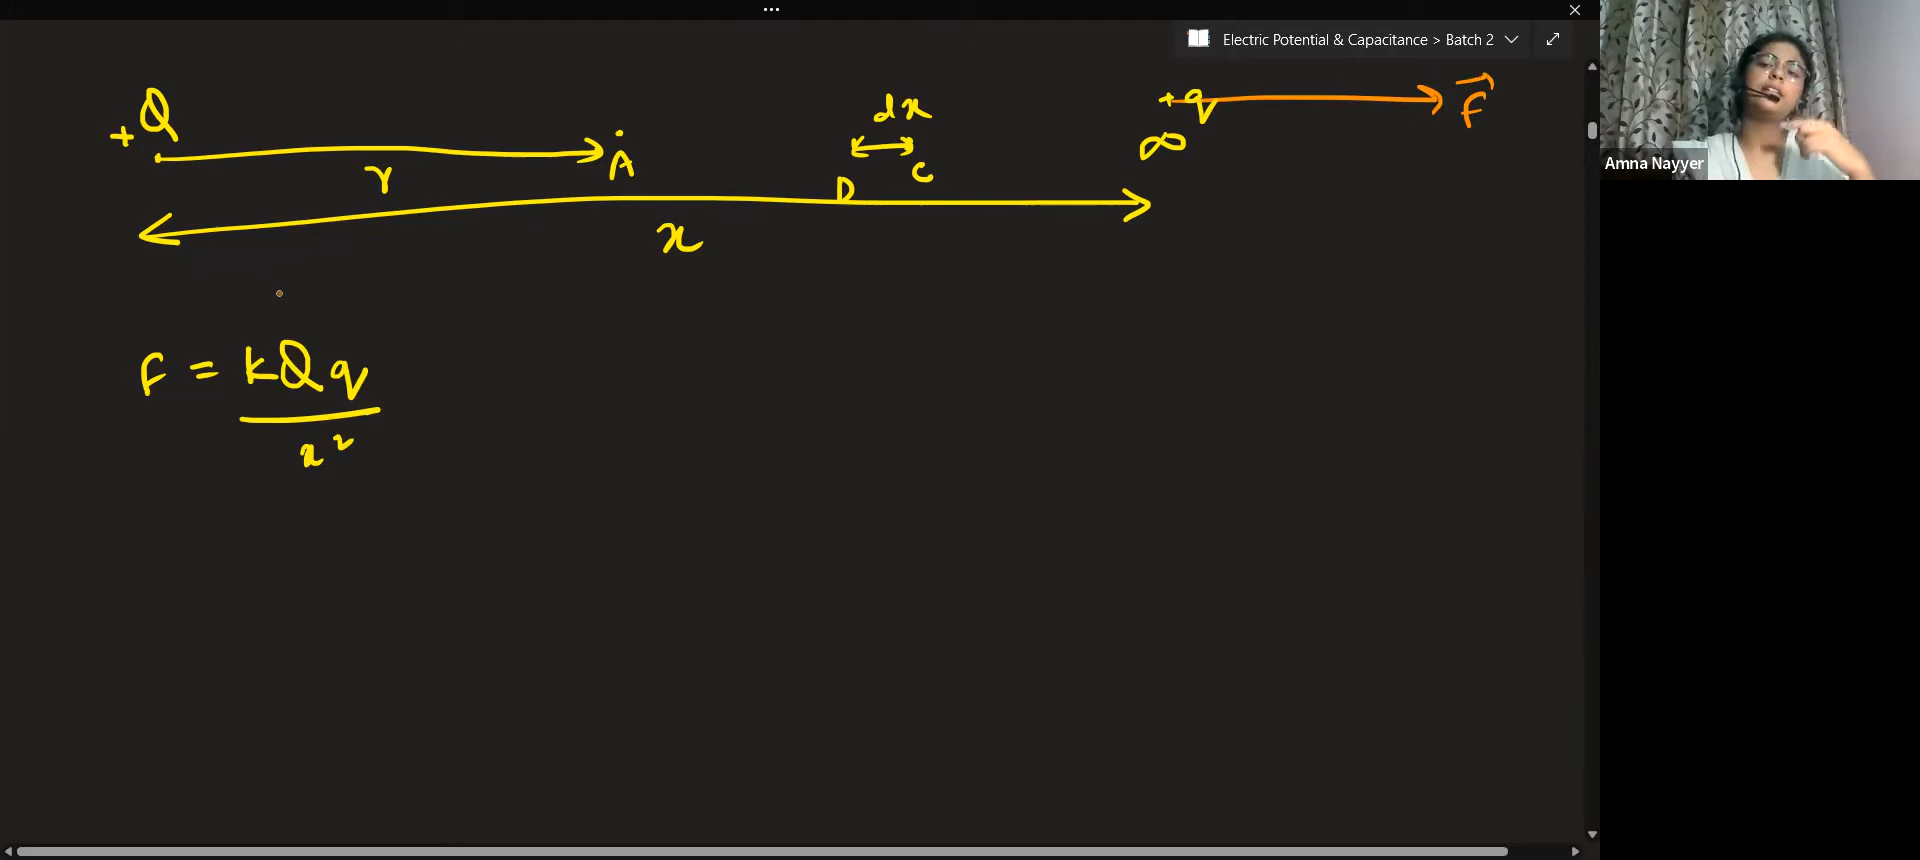 Electric Potential & Capacitance > Batch 2
Amna Nayyer
+Q
r
A
dx
D
C
+q
∞
F⃗
x
F = kQq
x²